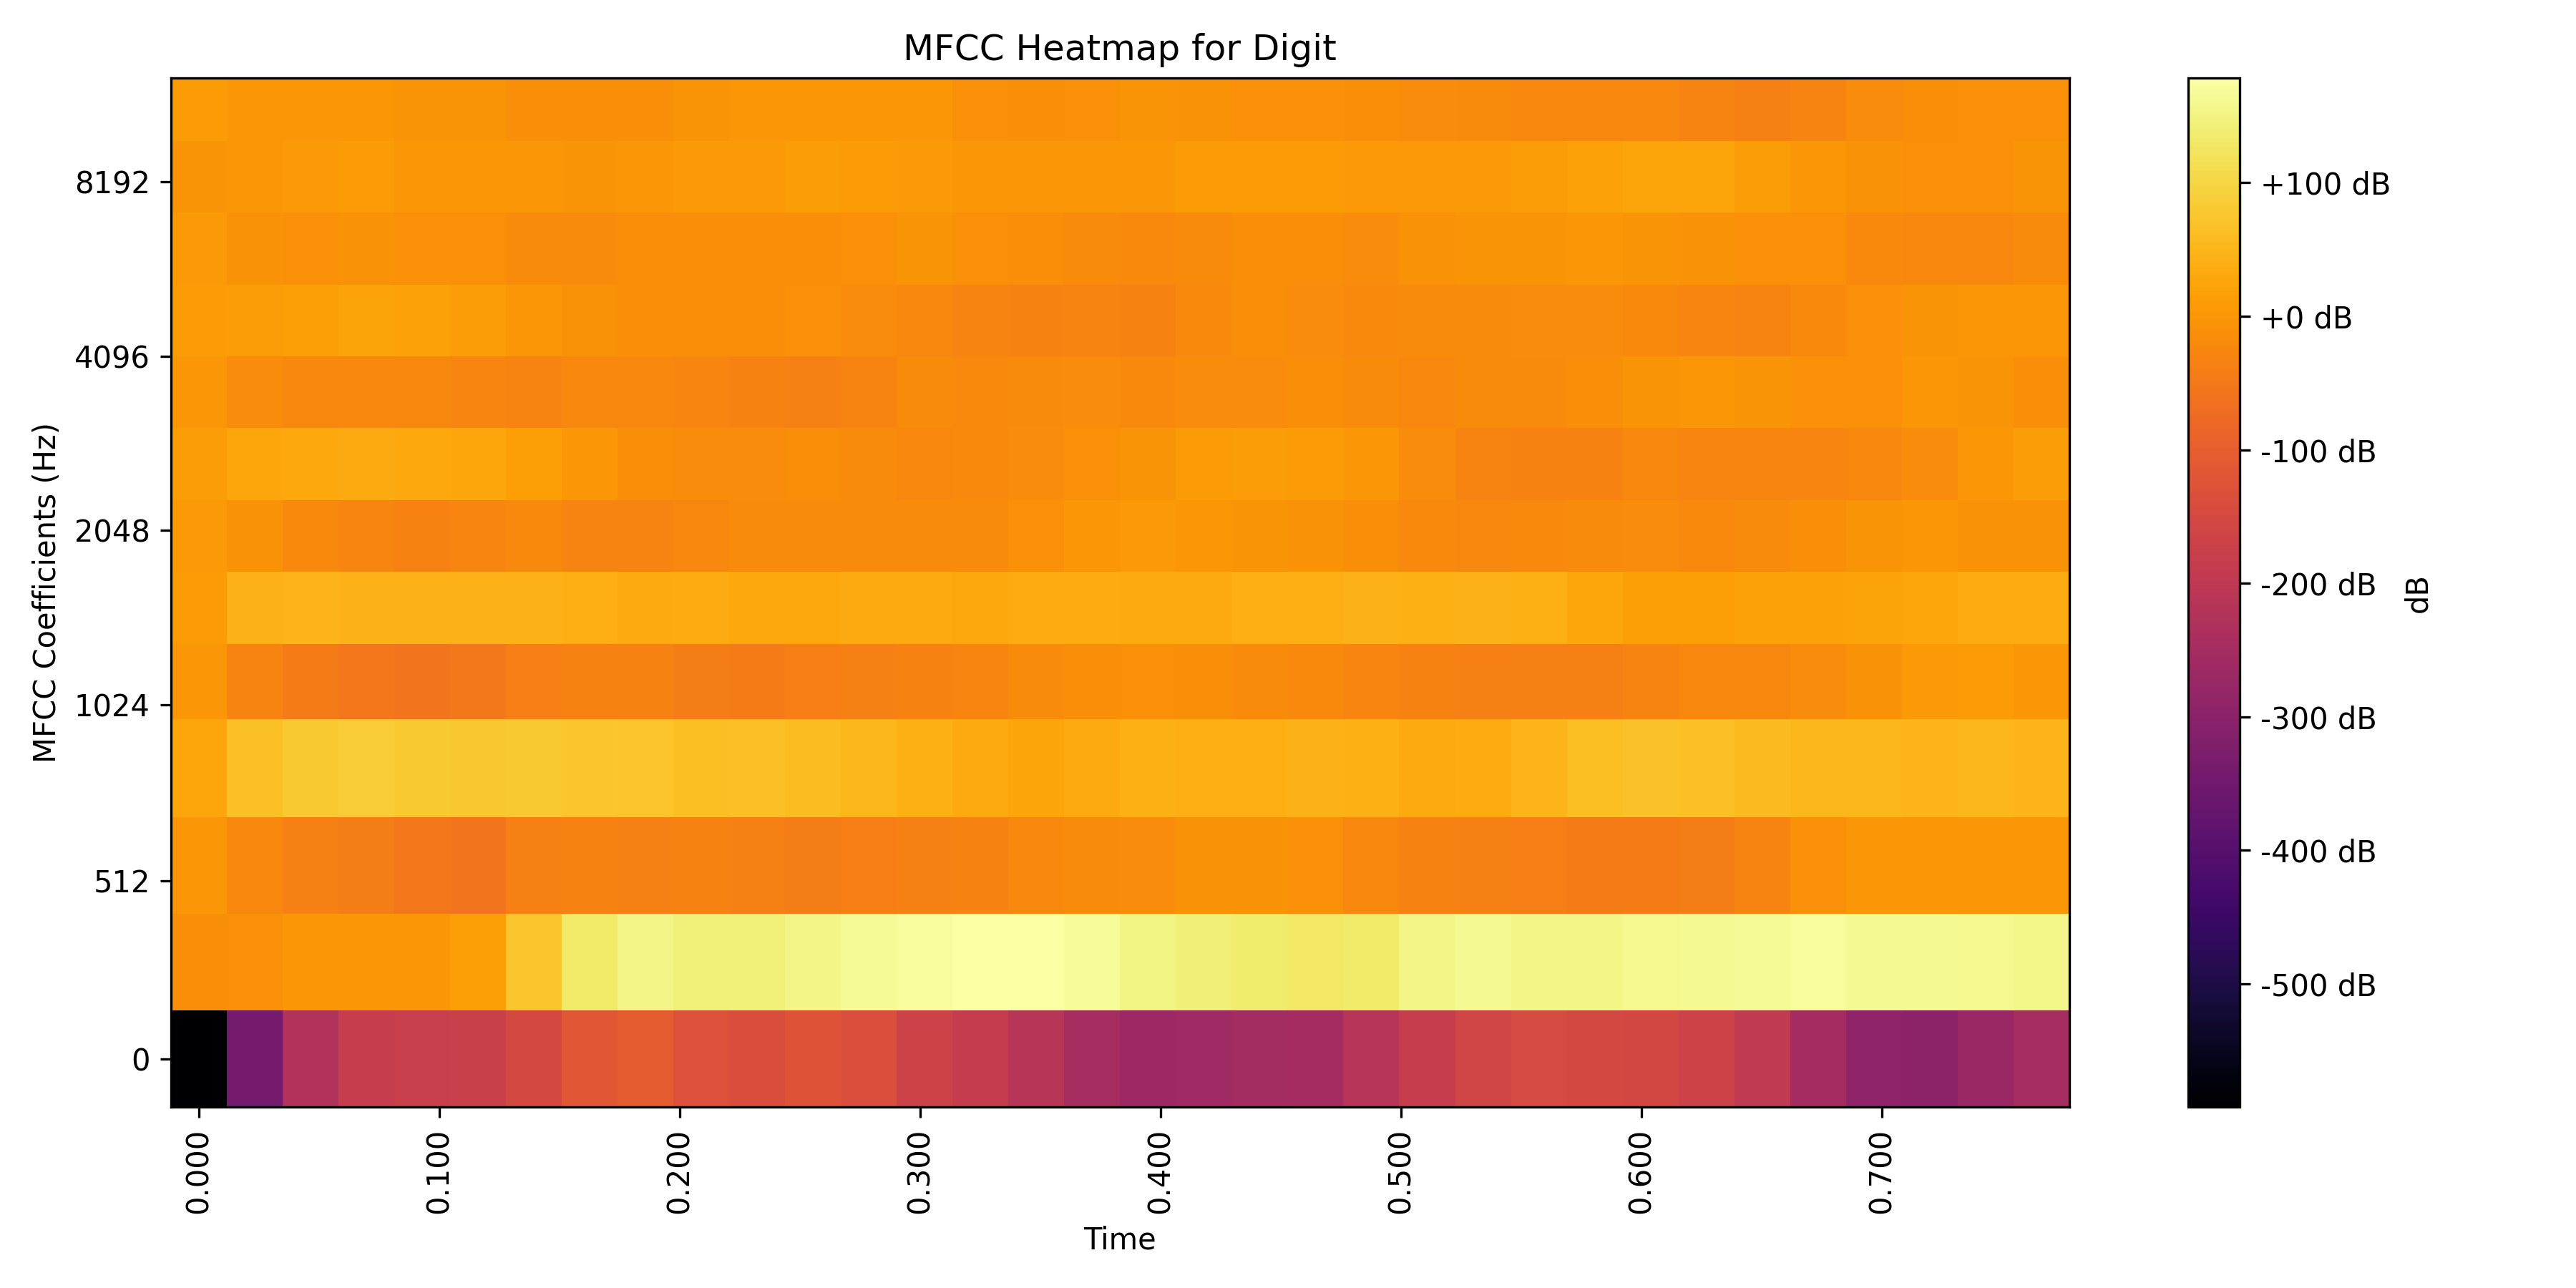 MFCC Heatmap for Digit
MFCC Coefficients (Hz)
8192
4096
2048
1024
512
0
0.000
0.100
0.200
0.300
0.400
0.500
0.600
0.700
Time
+100 dB
+0 dB
-100 dB
-200 dB
-300 dB
-400 dB
-500 dB
dB